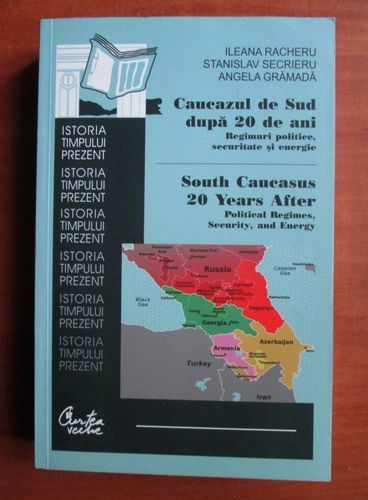 ILEANA RACHERU
STANISLAV SECRIERU
ANGELA GRĂMADĂ
Caucazul de Sud
după 20 de ani
Regimuri politice,
securitate și energie
South Caucasus
20 Years After
Political Regimes,
Security, and Energy
ISTORIA
TIMPULUI
PREZENT
ISTORIA
TIMPULUI
PREZENT
ISTORIA
TIMPULUI
PREZENT
ISTORIA
TIMPULUI
PREZENT
ISTORIA
TIMPULUI
PREZENT
ISTORIA
TIMPULUI
PREZENT
Russia
Caspian
Sea
Black
Sea
Georgia
Azerbaijan
Armenia
Turkey
Iran
Curtea
veche